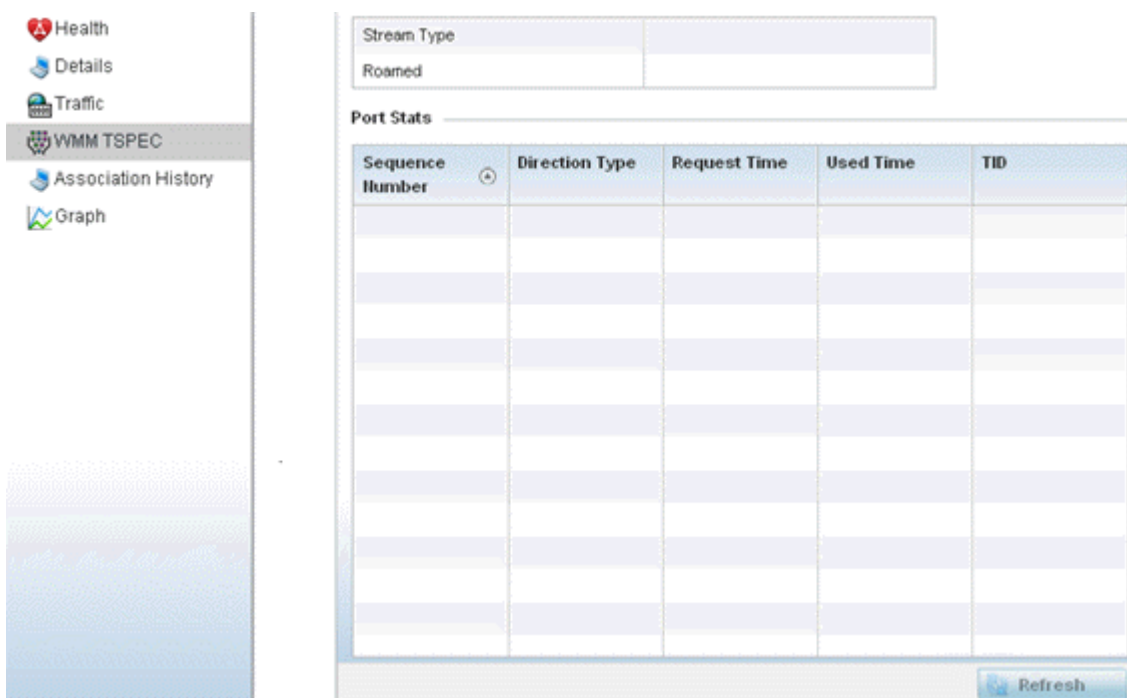 Health
Details
Traffic
WMM TSPEC
Association History
Graph
Stream Type
Roamed
Port Stats
Sequence Number
Direction Type
Request Time
Used Time
TID
Refresh